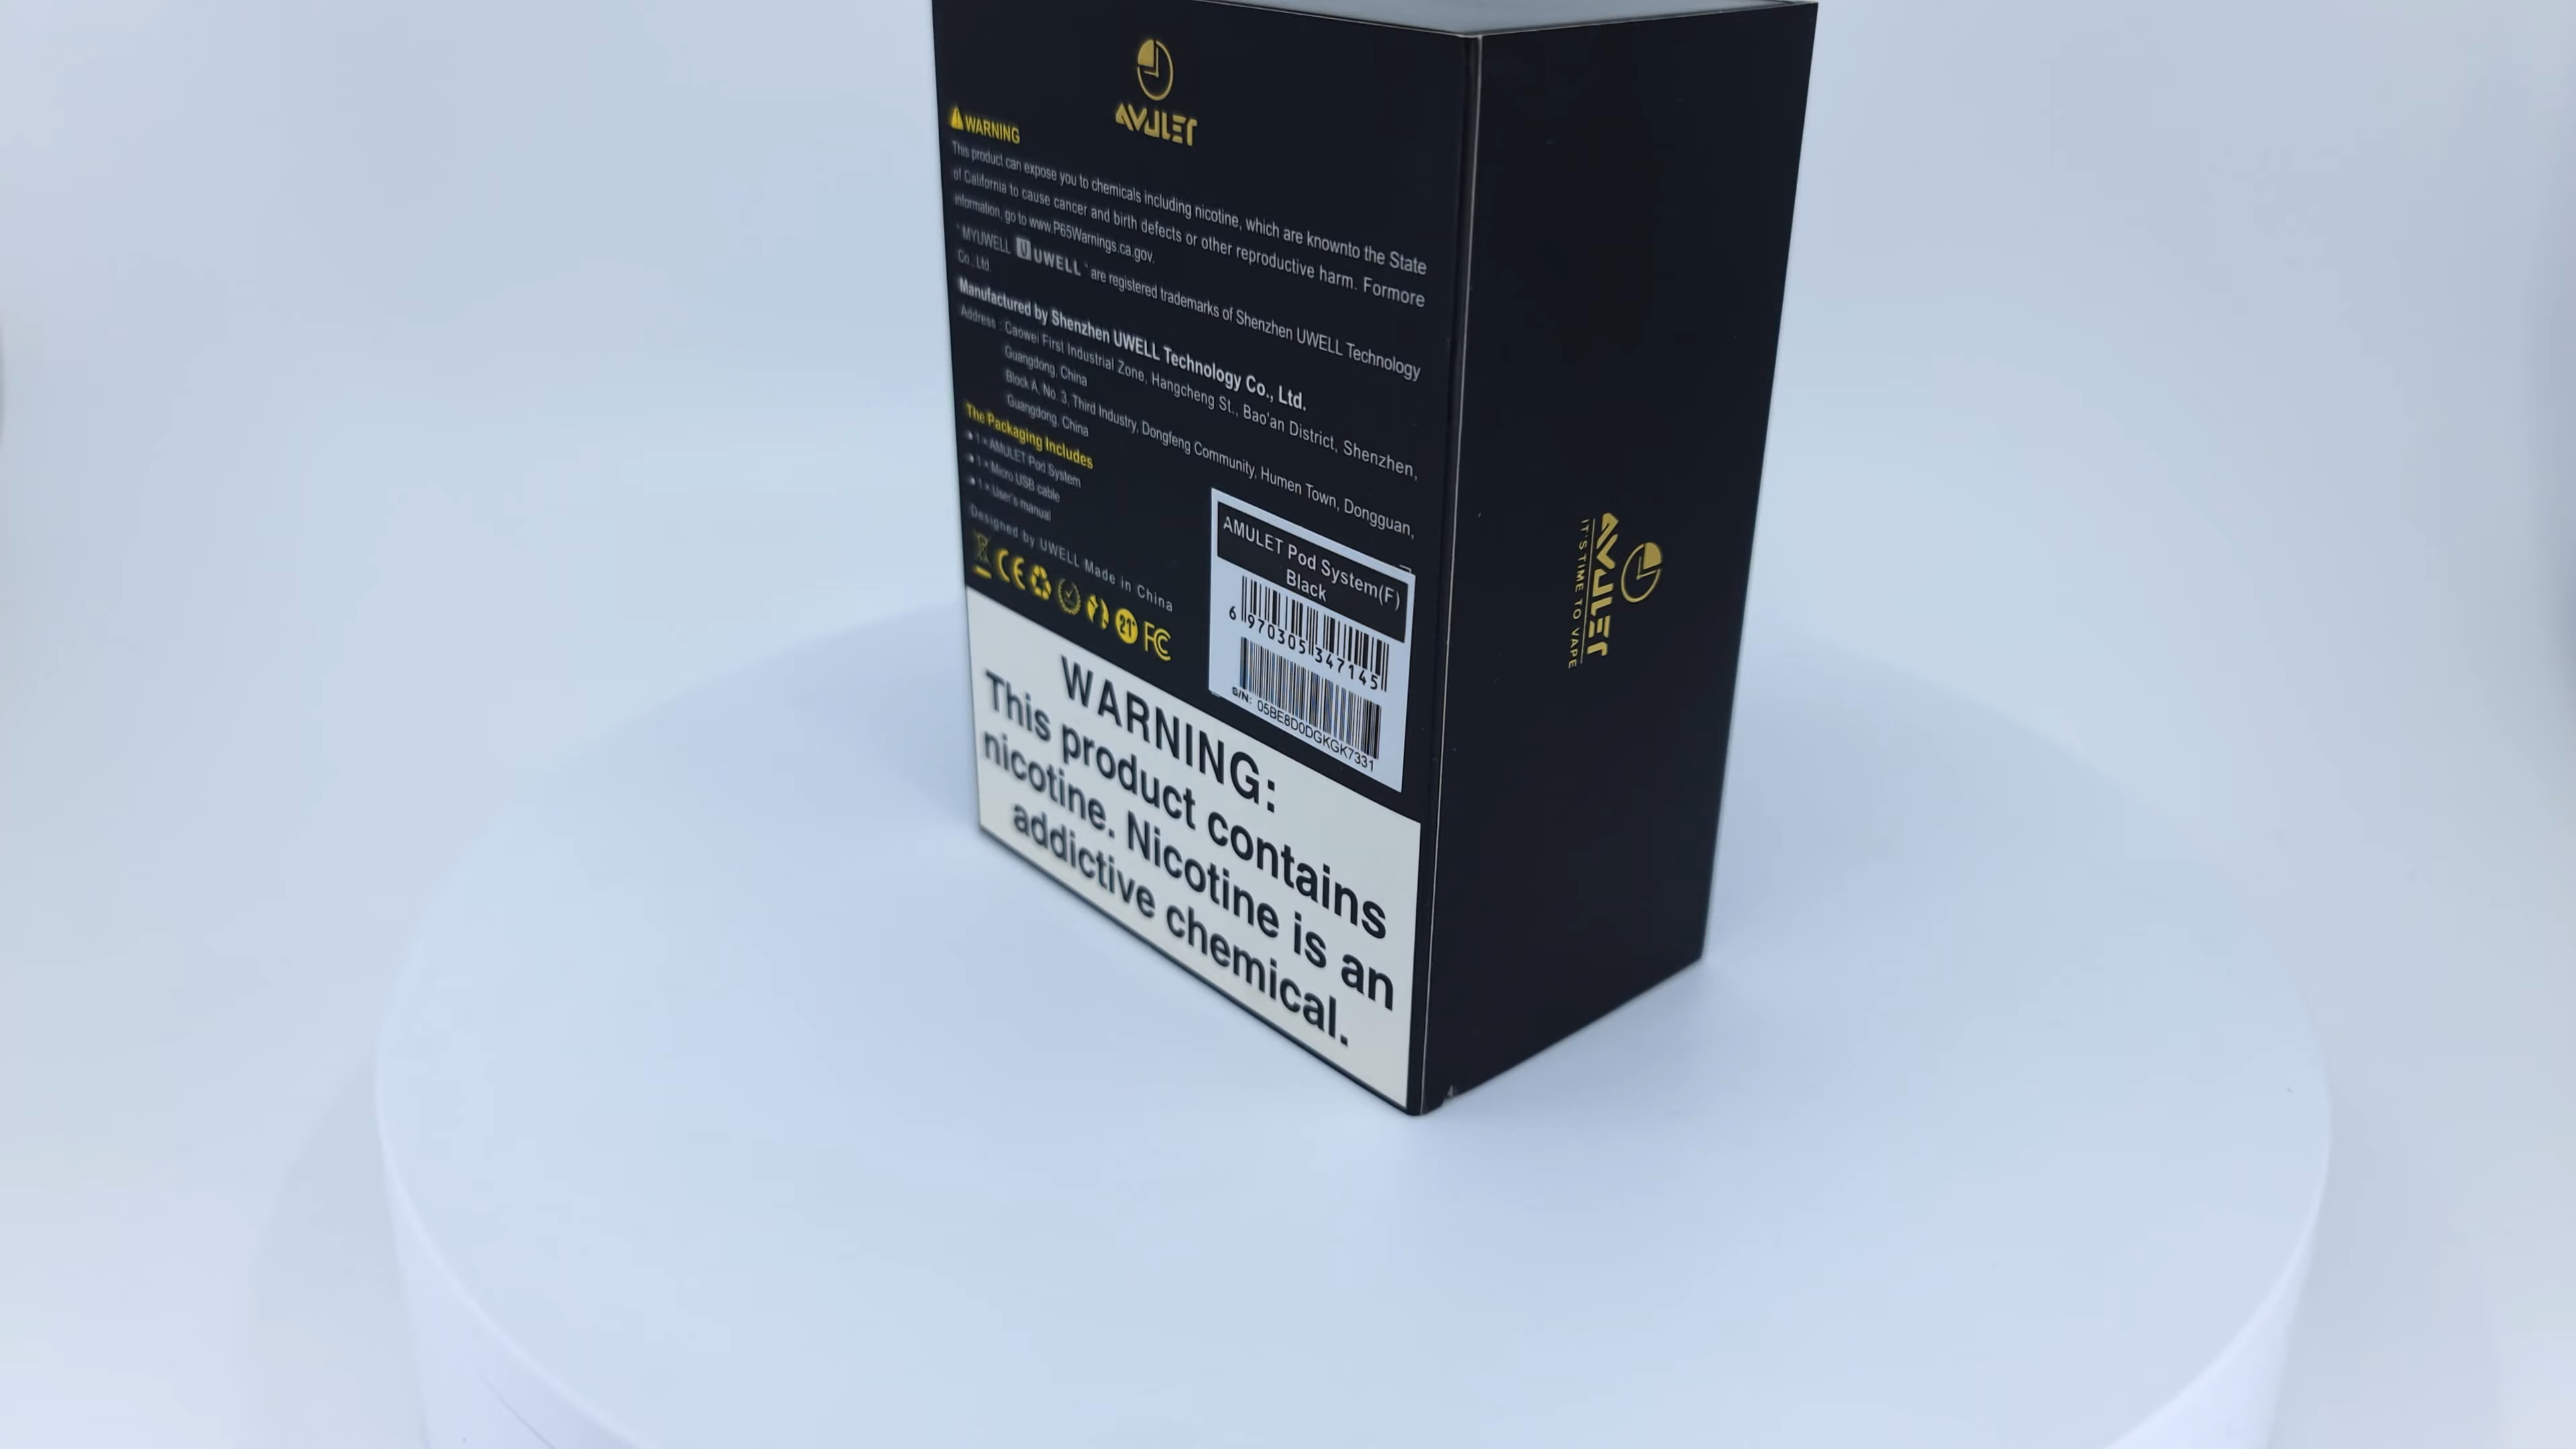 AMULET
WARNING
This product can expose you to chemicals including nicotine, which are knownto the State
of California to cause cancer and birth defects or other reproductive harm. Formore
information, go to www.P65Warnings.ca.gov.
" MYUWELL U UWELL " are registered trademarks of Shenzhen UWELL Technology
Co., Ltd
Manufactured by Shenzhen UWELL Technology Co., Ltd.
Address : Caowei First Industrial Zone, Hangcheng St., Bao'an District, Shenzhen,
Guangdong, China
Block A, No. 3, Third Industry, Dongfeng Community, Humen Town, Dongguan,
Guangdong, China
The Packaging Includes
1 × AMULET Pod System
1 × Micro USB cable
1 × User's manual
Designed by UWELL Made in China
CE 21+ FC
AMULET Pod System(F)
Black
6 970305 347145
S/N: 05BE8D0DGKGK7331
WARNING:
This product contains
nicotine. Nicotine is an
addictive chemical.
AMULET
IT'S TIME TO VAPE